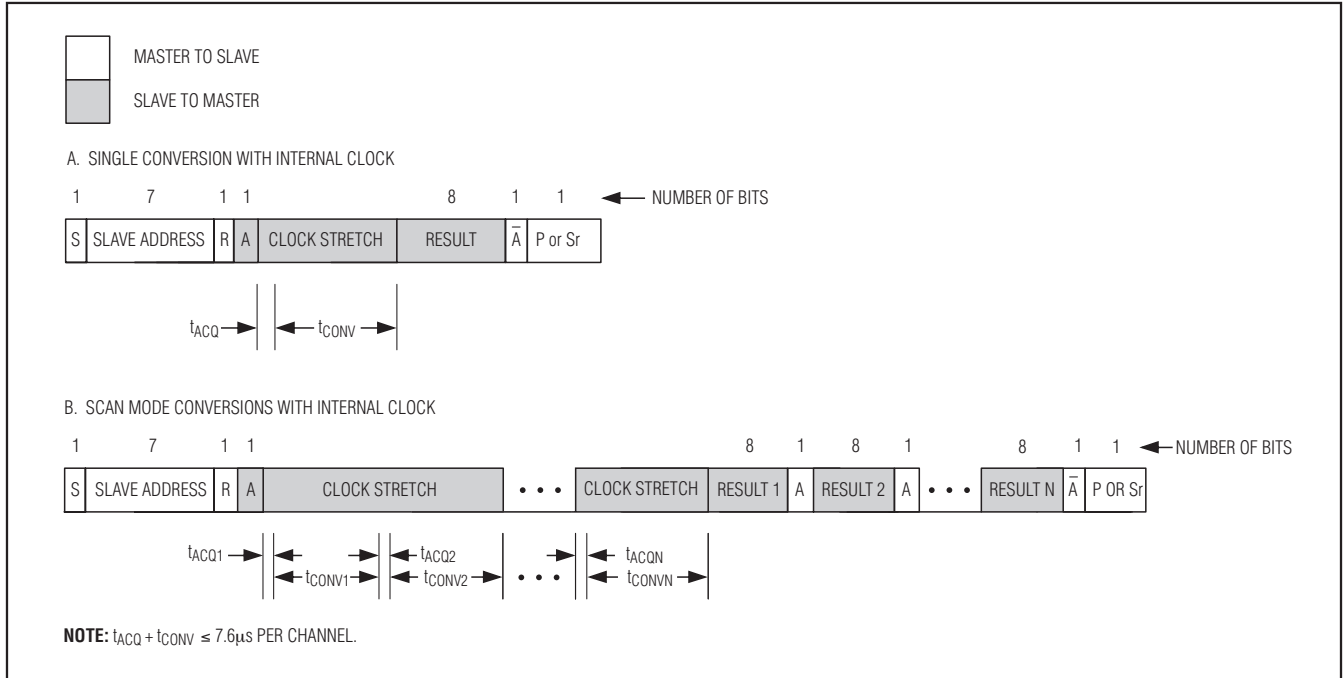 MASTER TO SLAVE
SLAVE TO MASTER
A. SINGLE CONVERSION WITH INTERNAL CLOCK
1 7 1 1 8 1 1 NUMBER OF BITS
S SLAVE ADDRESS R A CLOCK STRETCH RESULT A̅ P or Sr
tACQ tCONV
B. SCAN MODE CONVERSIONS WITH INTERNAL CLOCK
1 7 1 1 8 1 8 1 8 1 1 NUMBER OF BITS
S SLAVE ADDRESS R A CLOCK STRETCH • • • CLOCK STRETCH RESULT 1 A RESULT 2 A • • • RESULT N A̅ P OR Sr
tACQ1 tACQ2 tACQN
tCONV1 tCONV2 • • • tCONVN
NOTE: tACQ + tCONV ≤ 7.6μs PER CHANNEL.